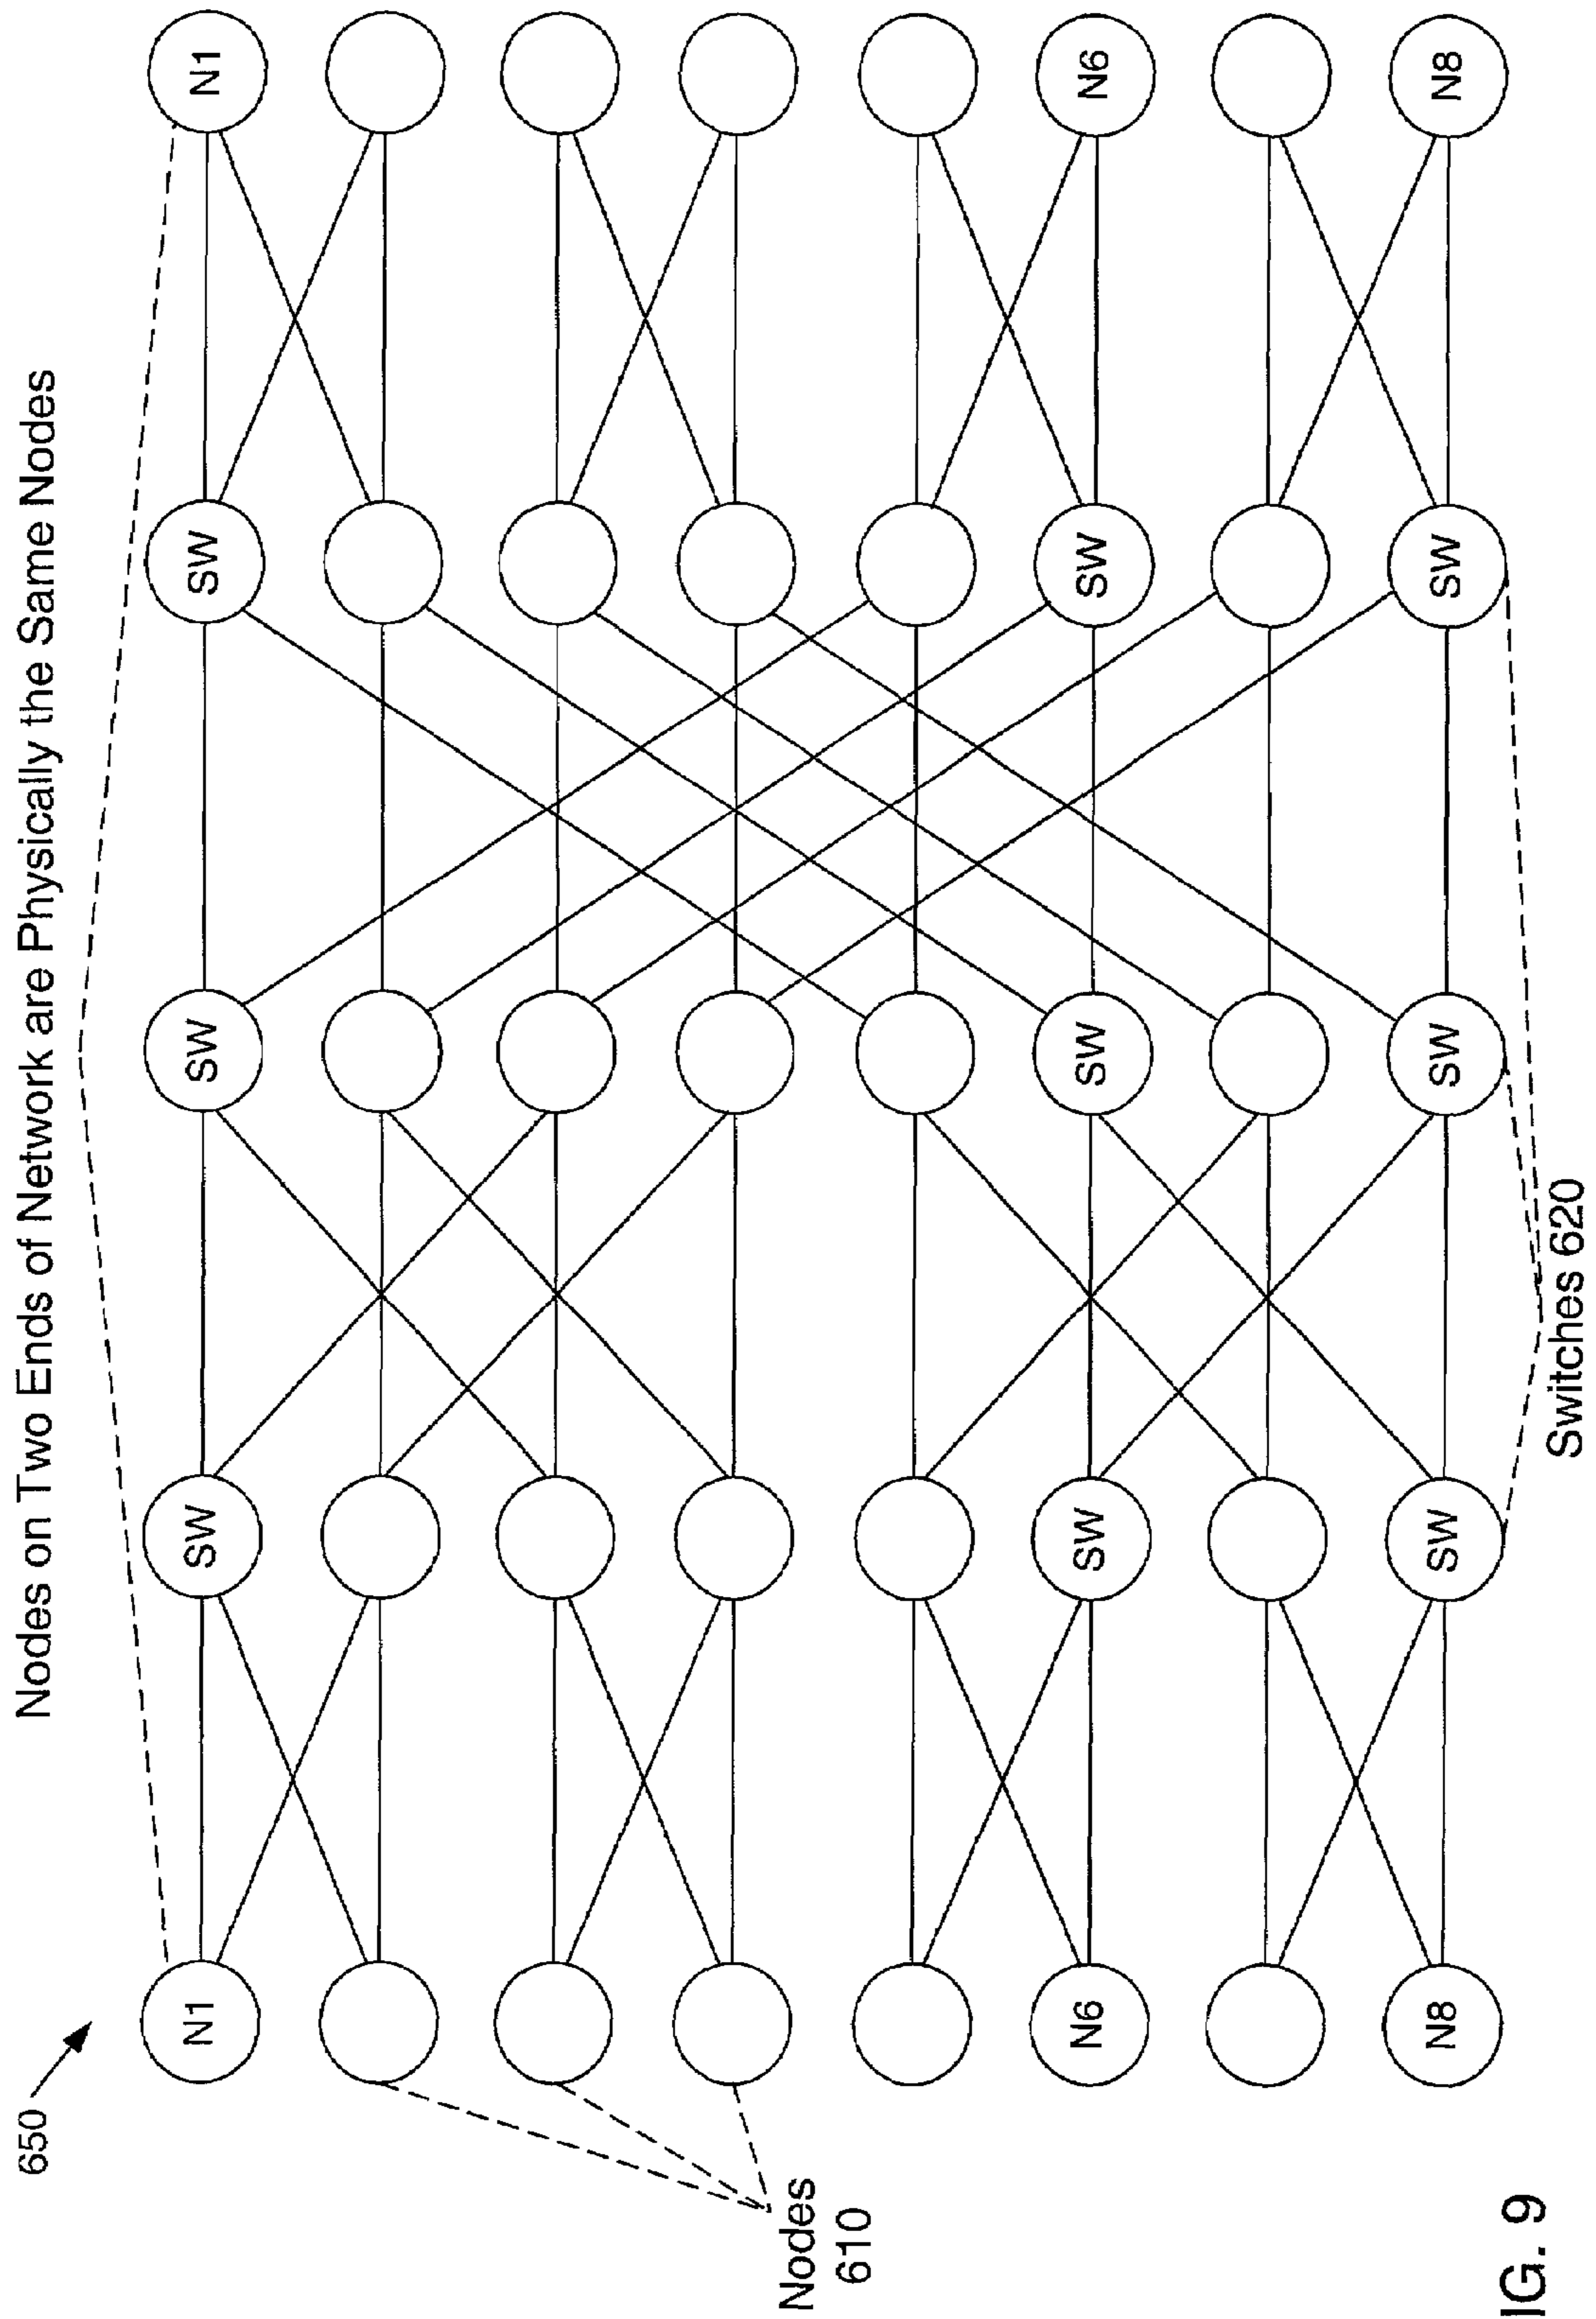 650
Nodes on Two Ends of Network are Physically the Same Nodes
N1 SW SW SW N1
Nodes
610
N6 SW SW SW N6
N8 SW SW SW N8
IG. 9
Switches 620